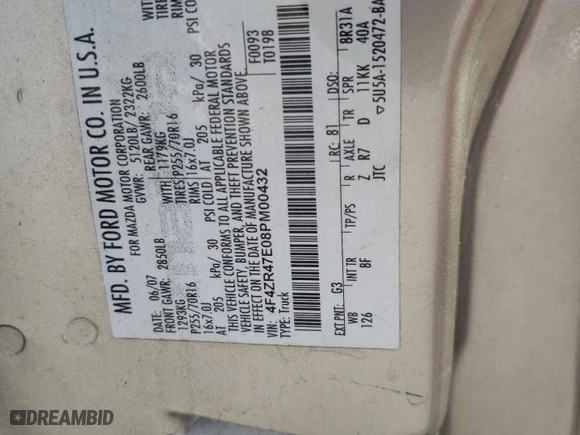 MFD. BY FORD MOTOR CO. IN U.S.A.
FOR MAZDA MOTOR CORPORATION
DATE: 06/07 GVWR: 5120LB/ 2322KG
FRONT GAWR: 2850LB REAR GAWR: 2600LB
1293KG 1179KG WITH
P255/70R16 TIRES P255/70R16 TIRES
16x7.0J RIMS 16x7.0J RIM
AT 205 kPa/ 30 PSI COLD AT 205 kPa/ 30 PSI CO
THIS VEHICLE CONFORMS TO ALL APPLICABLE FEDERAL MOTOR
VEHICLE SAFETY, BUMPER, AND THEFT PREVENTION STANDARDS
IN EFFECT ON THE DATE OF MANUFACTURE SHOWN ABOVE.
VIN: 4F4ZR47E08PM00432 F0093
TYPE: Truck T0198
EXT PNT: G3 RC: 81 DSO: BR31A
WB INT TR TP/PS R AXLE TR SPR 40A
126 8F Z R7 D 11KK
▽5U5A-1520472-BA
DREAMBID